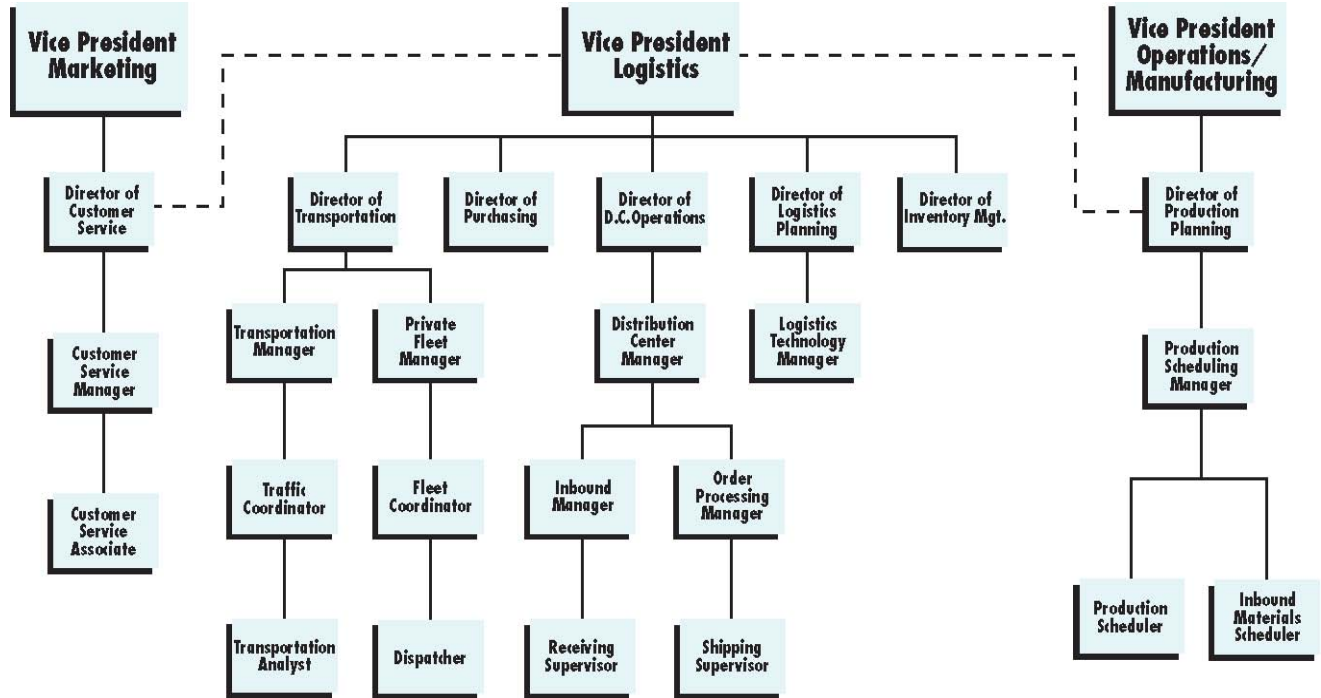 Vice President
Marketing
Vice President
Logistics
Vice President
Operations/
Manufacturing
Director of
Customer
Service
Director of
Transportation
Director of
Purchasing
Director of
D.C.Operations
Director of
Logistics
Planning
Director of
Inventory Mgt.
Director of
Production
Planning
Transportation
Manager
Private
Fleet
Manager
Distribution
Center
Manager
Logistics
Technology
Manager
Customer
Service
Manager
Production
Scheduling
Manager
Traffic
Coordinator
Fleet
Coordinator
Inbound
Manager
Order
Processing
Manager
Customer
Service
Associate
Production
Scheduler
Inbound
Materials
Scheduler
Transportation
Analyst
Dispatcher
Receiving
Supervisor
Shipping
Supervisor